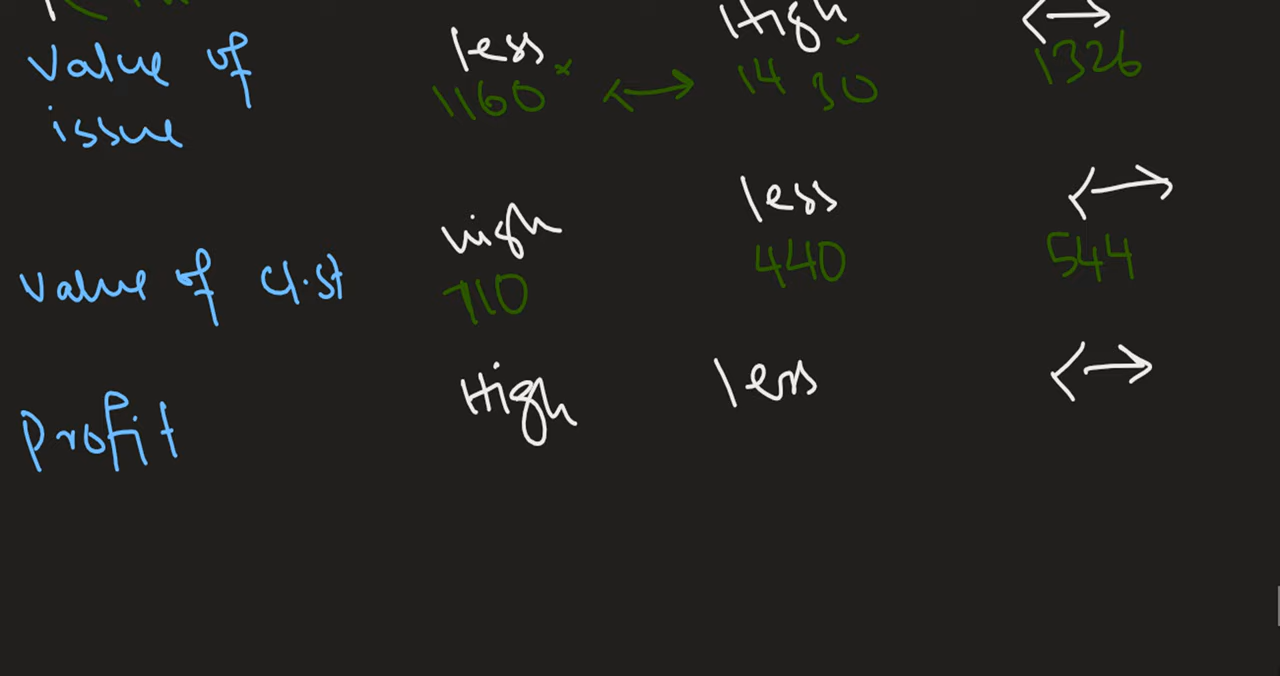 less High
Value of issue
1160 x 1430 1326
high less
Value of cl.st
710 440 544
High less
Profit